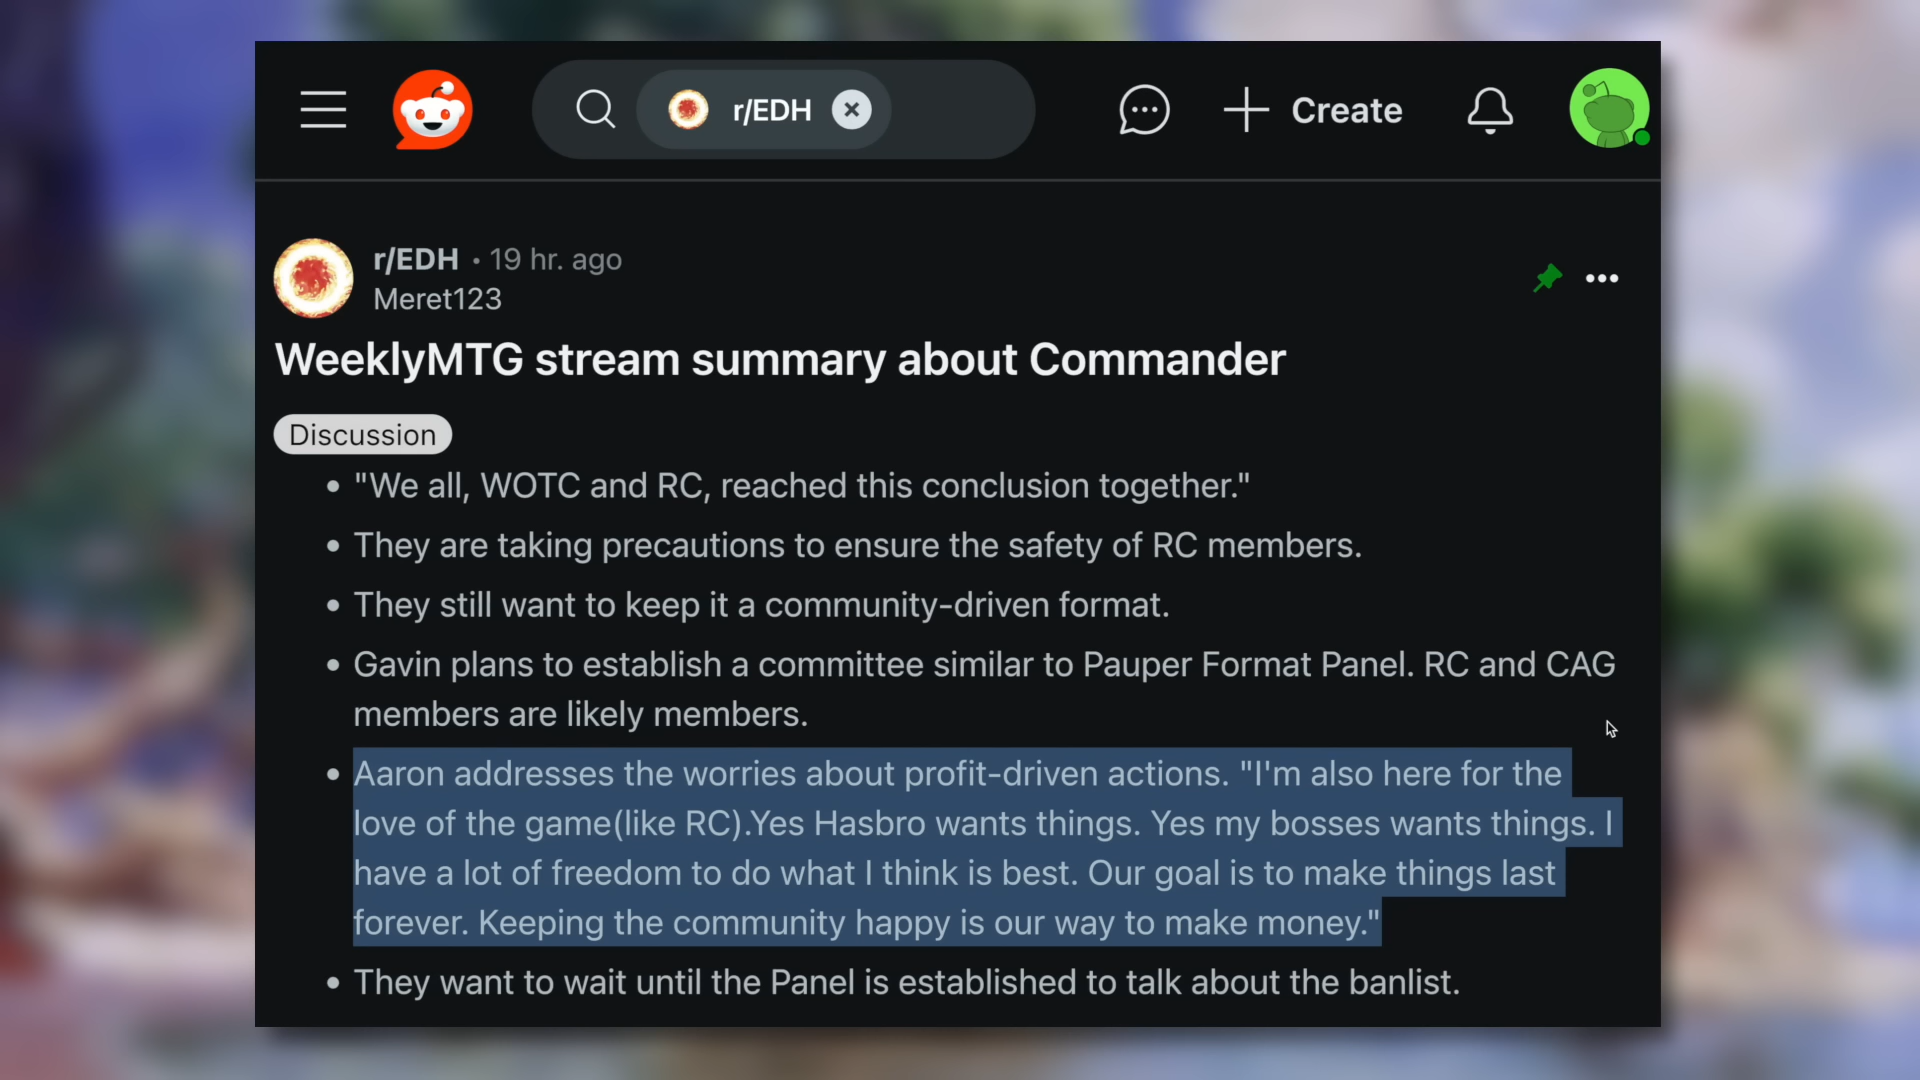 r/EDH
Create
r/EDH • 19 hr. ago
Meret123
WeeklyMTG stream summary about Commander
Discussion
• "We all, WOTC and RC, reached this conclusion together."
• They are taking precautions to ensure the safety of RC members.
• They still want to keep it a community-driven format.
• Gavin plans to establish a committee similar to Pauper Format Panel. RC and CAG
members are likely members.
• Aaron addresses the worries about profit-driven actions. "I'm also here for the
love of the game(like RC).Yes Hasbro wants things. Yes my bosses wants things. I
have a lot of freedom to do what I think is best. Our goal is to make things last
forever. Keeping the community happy is our way to make money."
• They want to wait until the Panel is established to talk about the banlist.